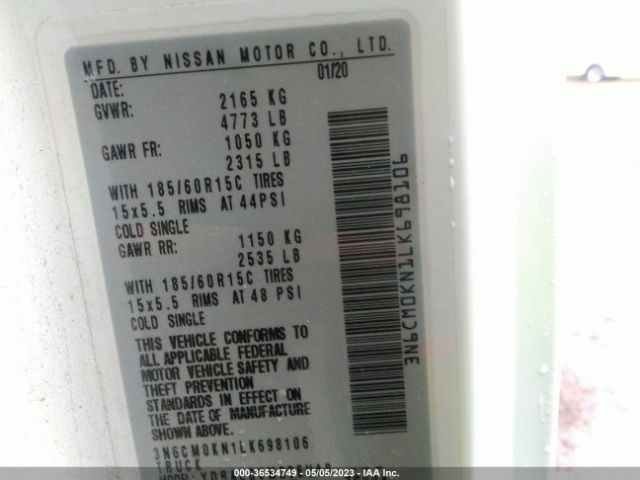 MFD. BY NISSAN MOTOR CO., LTD.
DATE: 01/20
GVWR: 2165 KG
4773 LB
GAWR FR: 1050 KG
2315 LB
WITH 185/60R15C TIRES
15x5.5 RIMS AT 44PSI
COLD SINGLE
GAWR RR: 1150 KG
2535 LB
WITH 185/60R15C TIRES
15x5.5 RIMS AT 48 PSI
COLD SINGLE
THIS VEHICLE CONFORMS TO
ALL APPLICABLE FEDERAL
MOTOR VEHICLE SAFETY AND
THEFT PREVENTION
STANDARDS IN EFFECT ON
THE DATE OF MANUFACTURE
SHOWN ABOVE.
3N6CM0KN1LK698106
TRUCK
3N6CM0KN1LK698106
000-36534749 - 05/05/2023 - IAA Inc.